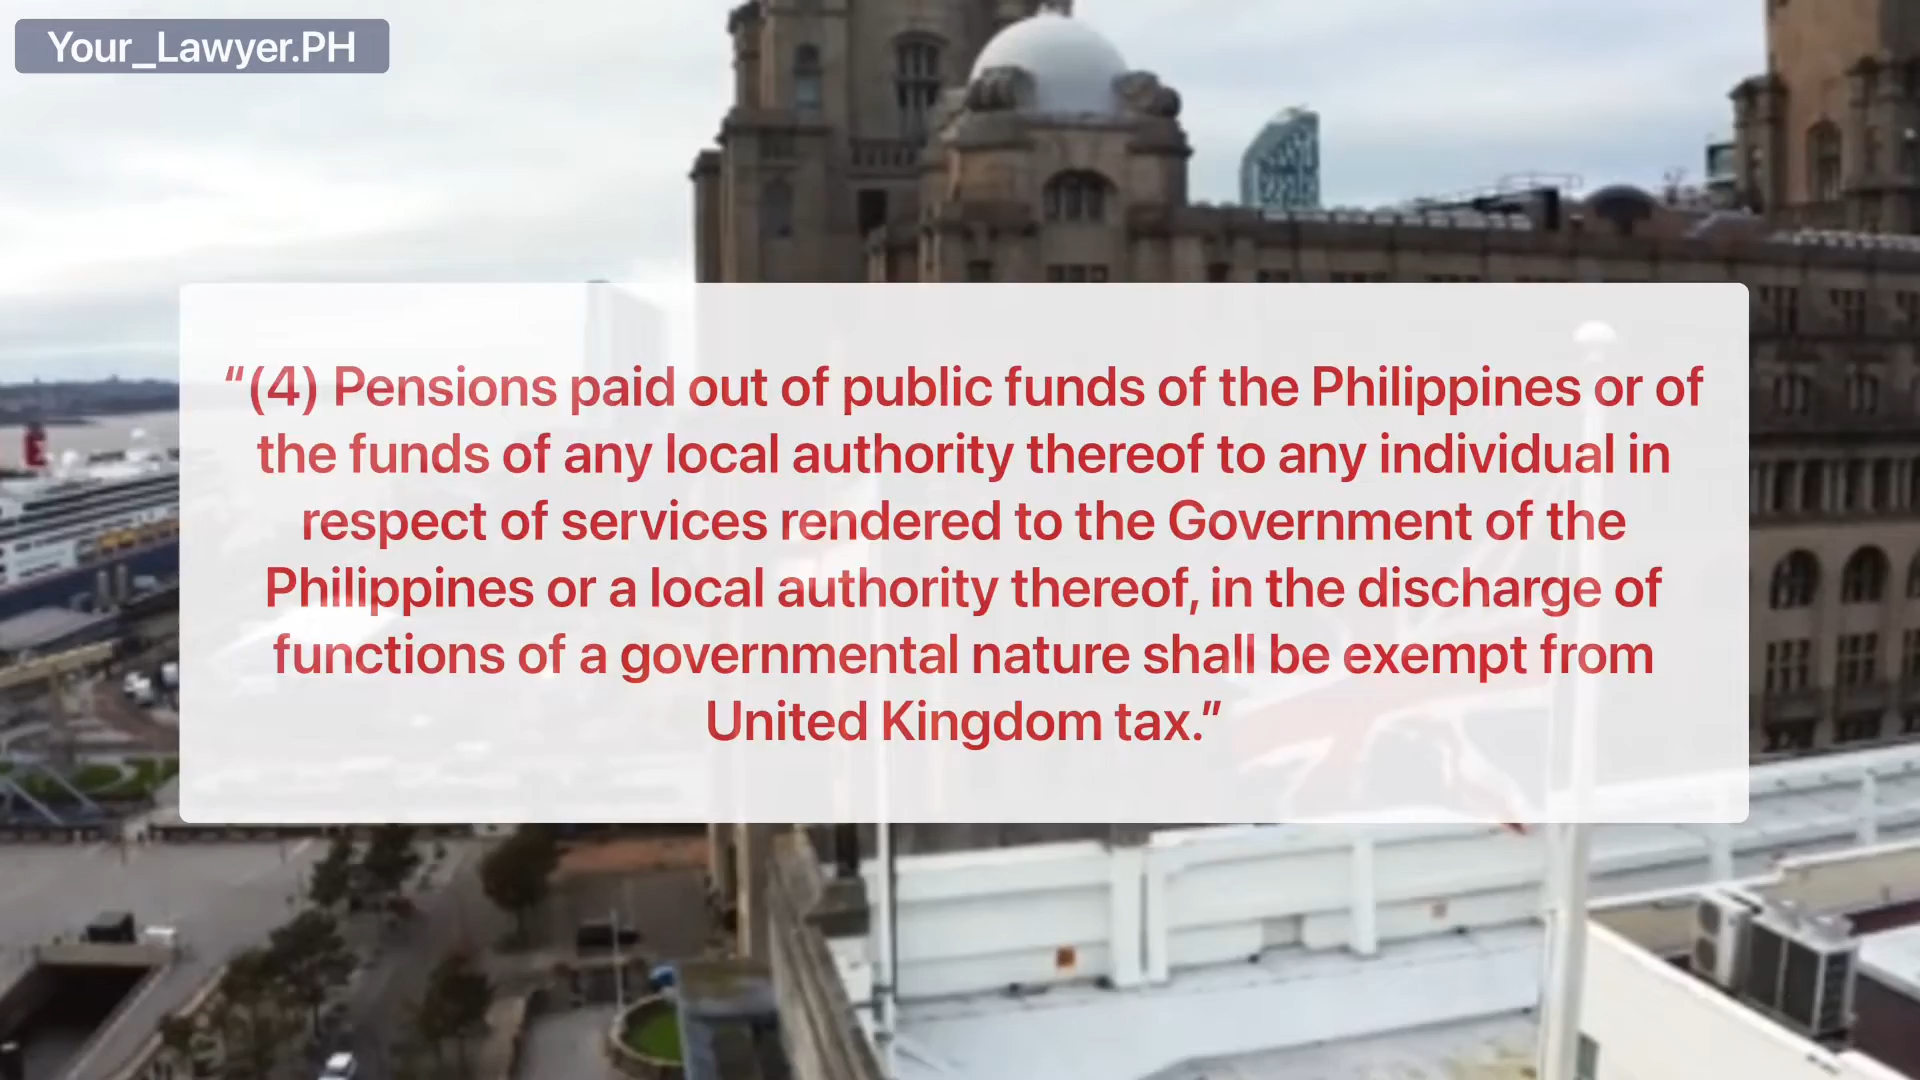 Your_Lawyer.PH
“(4) Pensions paid out of public funds of the Philippines or of
the funds of any local authority thereof to any individual in
respect of services rendered to the Government of the
Philippines or a local authority thereof, in the discharge of
functions of a governmental nature shall be exempt from
United Kingdom tax.”